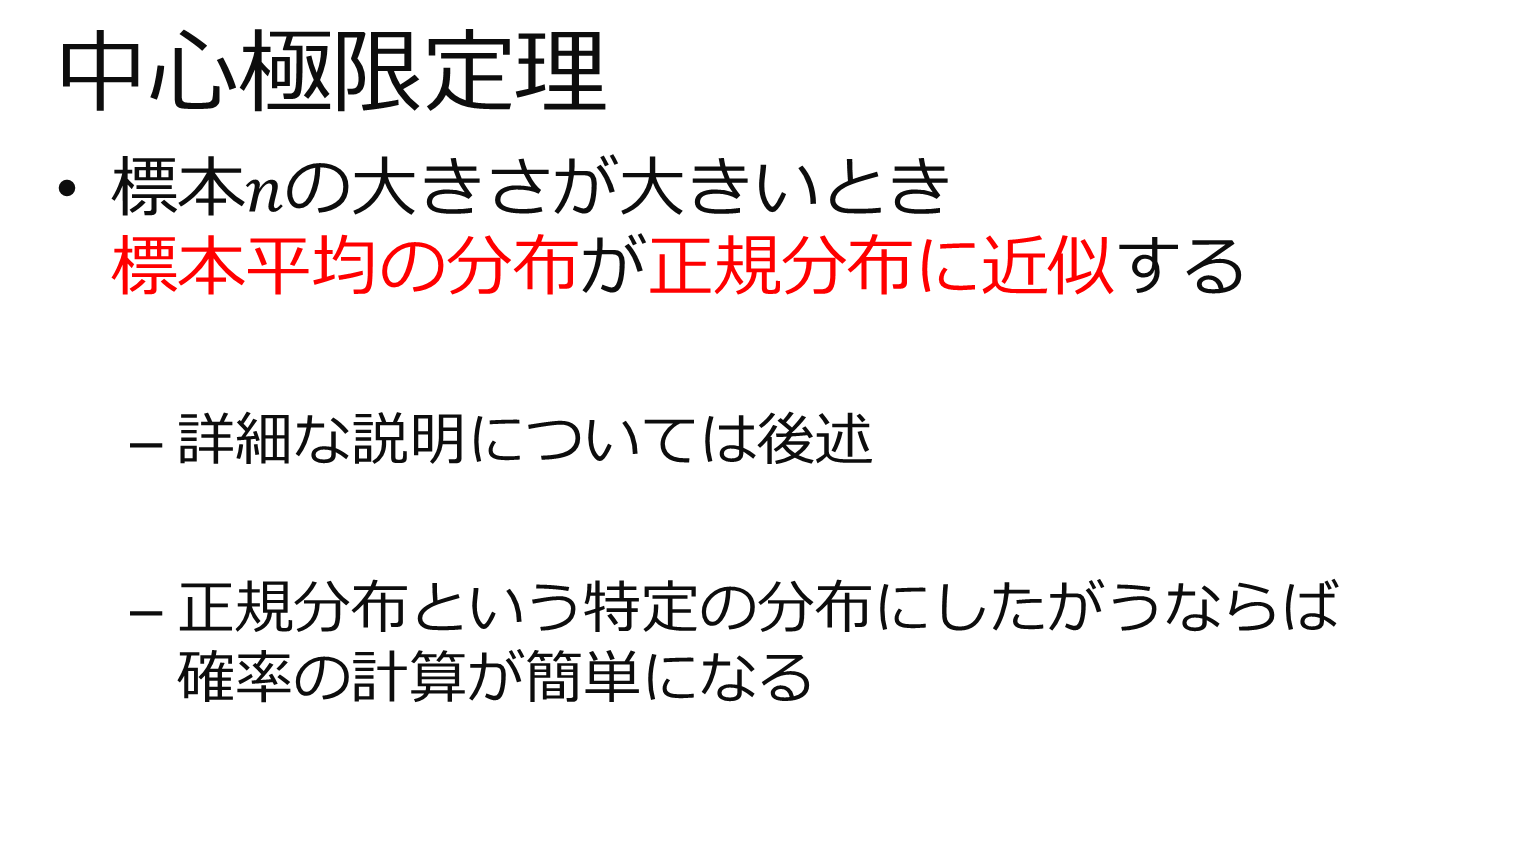 中心極限定理
• 標本nの大きさが大きいとき
標本平均の分布が正規分布に近似する
– 詳細な説明については後述
– 正規分布という特定の分布にしたがうならば
確率の計算が簡単になる